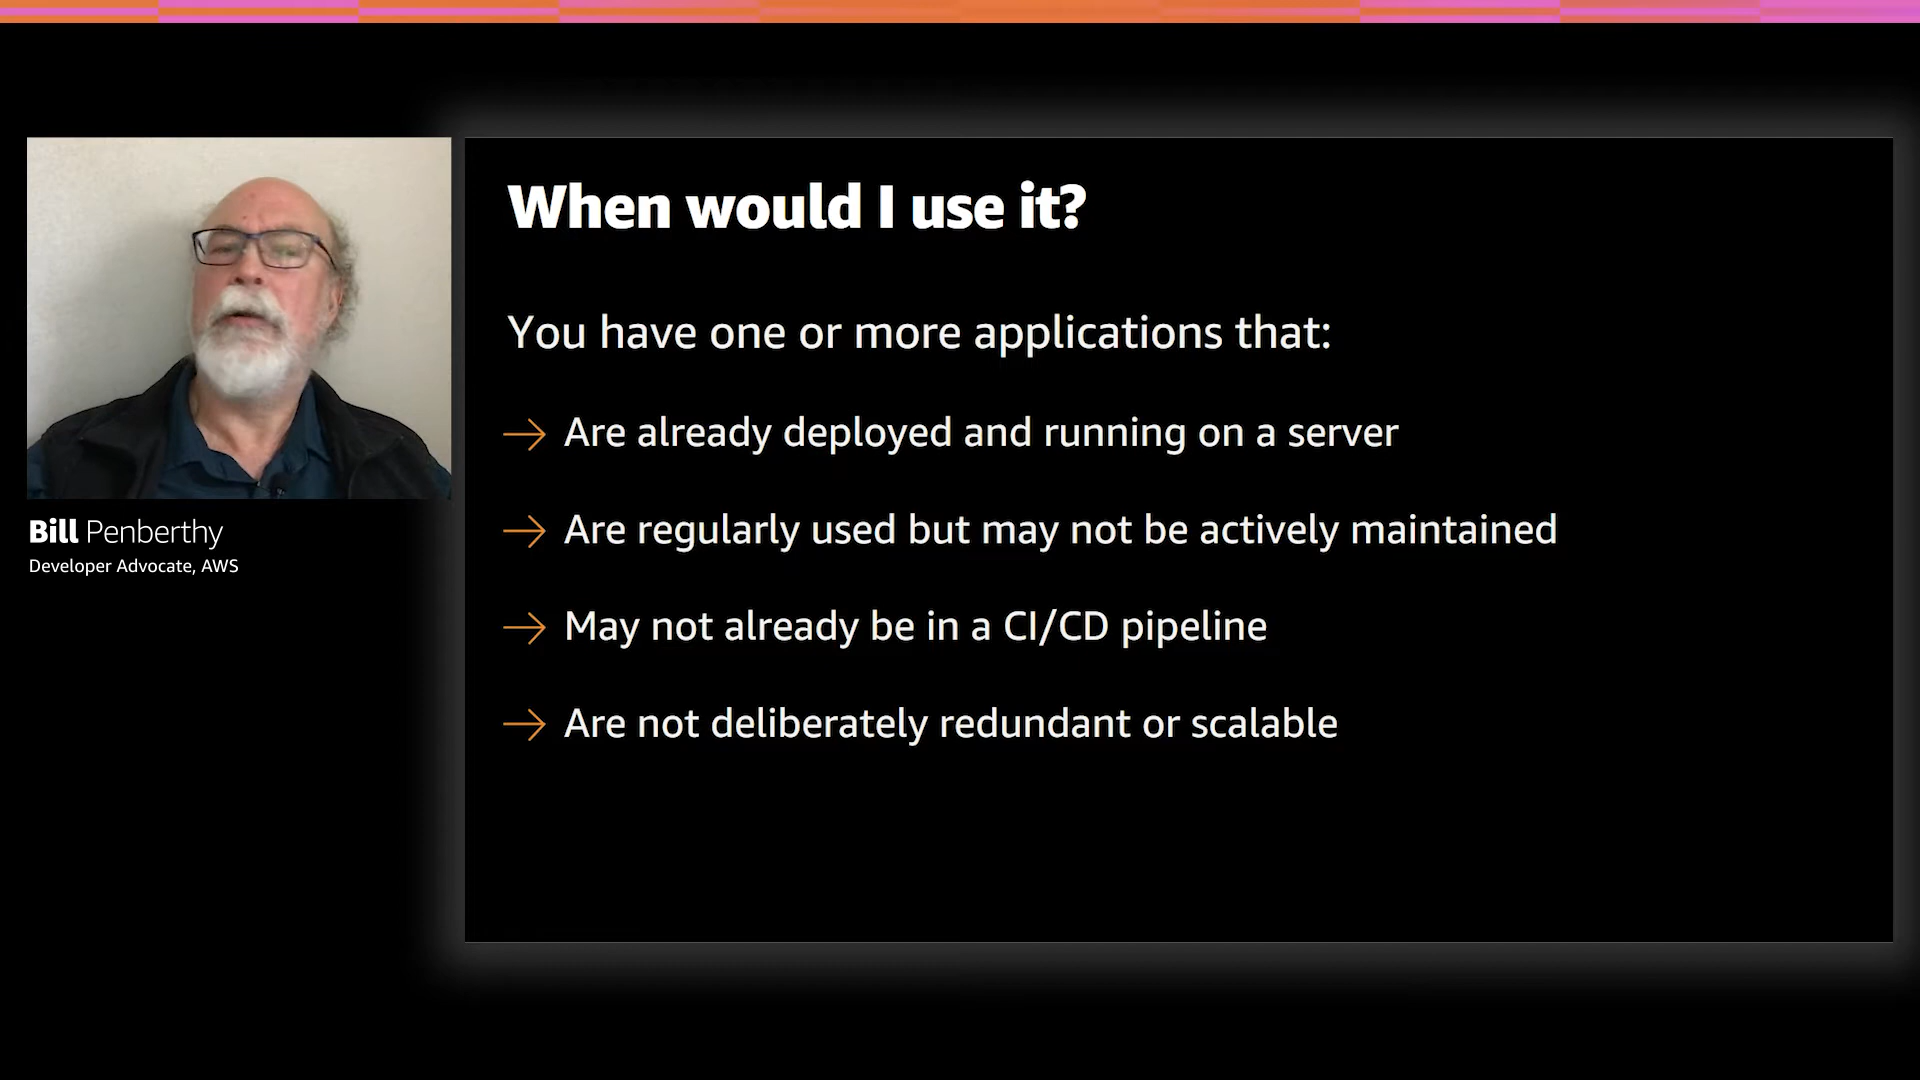 When would I use it?
You have one or more applications that:
→ Are already deployed and running on a server
→ Are regularly used but may not be actively maintained
→ May not already be in a CI/CD pipeline
→ Are not deliberately redundant or scalable
Bill Penberthy
Developer Advocate, AWS